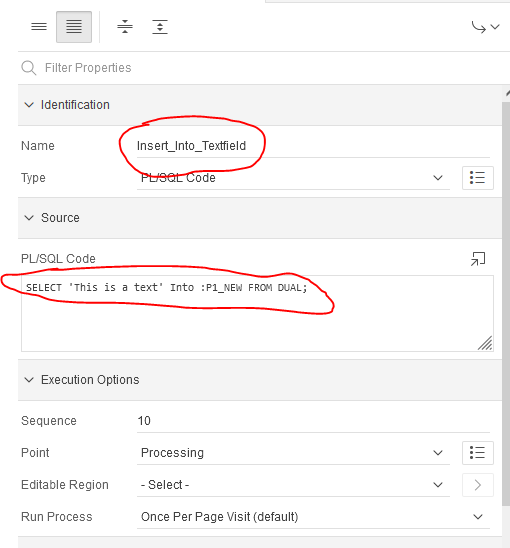 Filter Properties
Identification
Name Insert_Into_Textfield
Type PL/SQL Code
Source
PL/SQL Code
SELECT 'This is a text' Into :P1_NEW FROM DUAL;
Execution Options
Sequence 10
Point Processing
Editable Region - Select -
Run Process Once Per Page Visit (default)